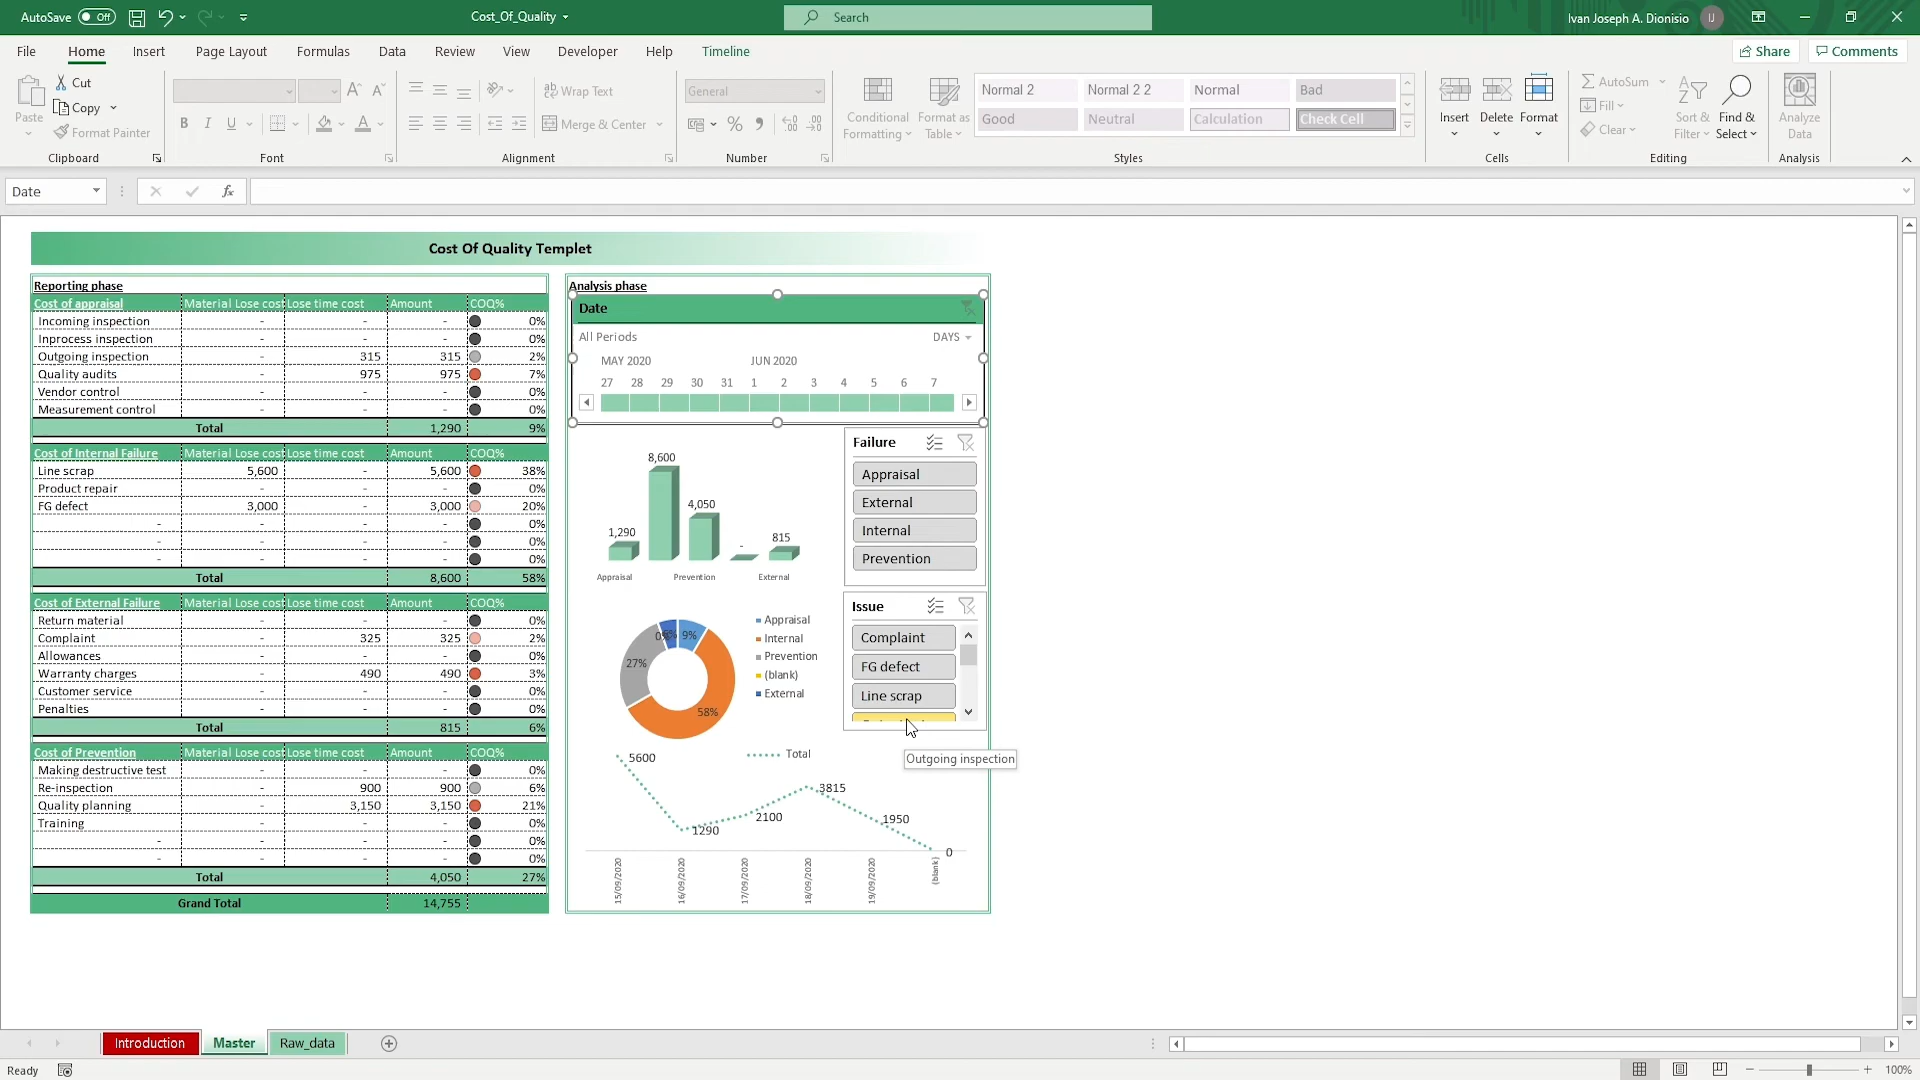 AutoSave Off Cost_Of_Quality Search Ivan Joseph A. Dionisio IJ
File Home Insert Page Layout Formulas Data Review View Developer Help Timeline Share Comments
Paste Cut Copy Format Painter
Clipboard
B I U
Font
Wrap Text
Merge & Center
Alignment
General
Number
Conditional Formatting
Format as Table
Normal 2 Normal 2 2 Normal Bad
Good Neutral Calculation Check Cell
Styles
Insert Delete Format
Cells
AutoSum
Fill
Clear
Sort & Filter
Find & Select
Editing
Analyze Data
Analysis
Date fx
Cost Of Quality Templet
Reporting phase
Cost of appraisal Material Lose cost Lose time cost Amount COQ%
Incoming inspection - - - 0%
Inprocess inspection - - - 0%
Outgoing inspection - 315 315 2%
Quality audits - 975 975 7%
Vendor control - - - 0%
Measurement control - - - 0%
Total 1,290 9%
Cost of Internal Failure Material Lose cost Lose time cost Amount COQ%
Line scrap 5,600 - 5,600 38%
Product repair - - - 0%
FG defect 3,000 - 3,000 20%
- - - - 0%
- - - - 0%
- - - - 0%
Total 8,600 58%
Cost of External Failure Material Lose cost Lose time cost Amount COQ%
Return material - - - 0%
Complaint - 325 325 2%
Allowances - - - 0%
Warranty charges - 490 490 3%
Customer service - - - 0%
Penalties - - - 0%
Total 815 6%
Cost of Prevention Material Lose cost Lose time cost Amount COQ%
Making destructive test - - - 0%
Re-inspection - 900 900 6%
Quality planning - 3,150 3,150 21%
Training - - - 0%
- - - - 0%
- - - - 0%
Total 4,050 27%
Grand Total 14,755
Analysis phase
Date
All Periods DAYS
MAY 2020 JUN 2020
27 28 29 30 31 1 2 3 4 5 6 7
8,600
4,050
1,290
-
815
Appraisal Prevention External
Failure
Appraisal
External
Internal
Prevention
9%
27%
58%
Appraisal
Internal
Prevention
(blank)
External
Issue
Complaint
FG defect
Line scrap
Outgoing inspection
Total
5600
3815
2100
1950
1290
0
15/09/2020 16/09/2020 17/09/2020 18/09/2020 19/09/2020 (blank)
Introduction Master Raw_data
Ready 100%